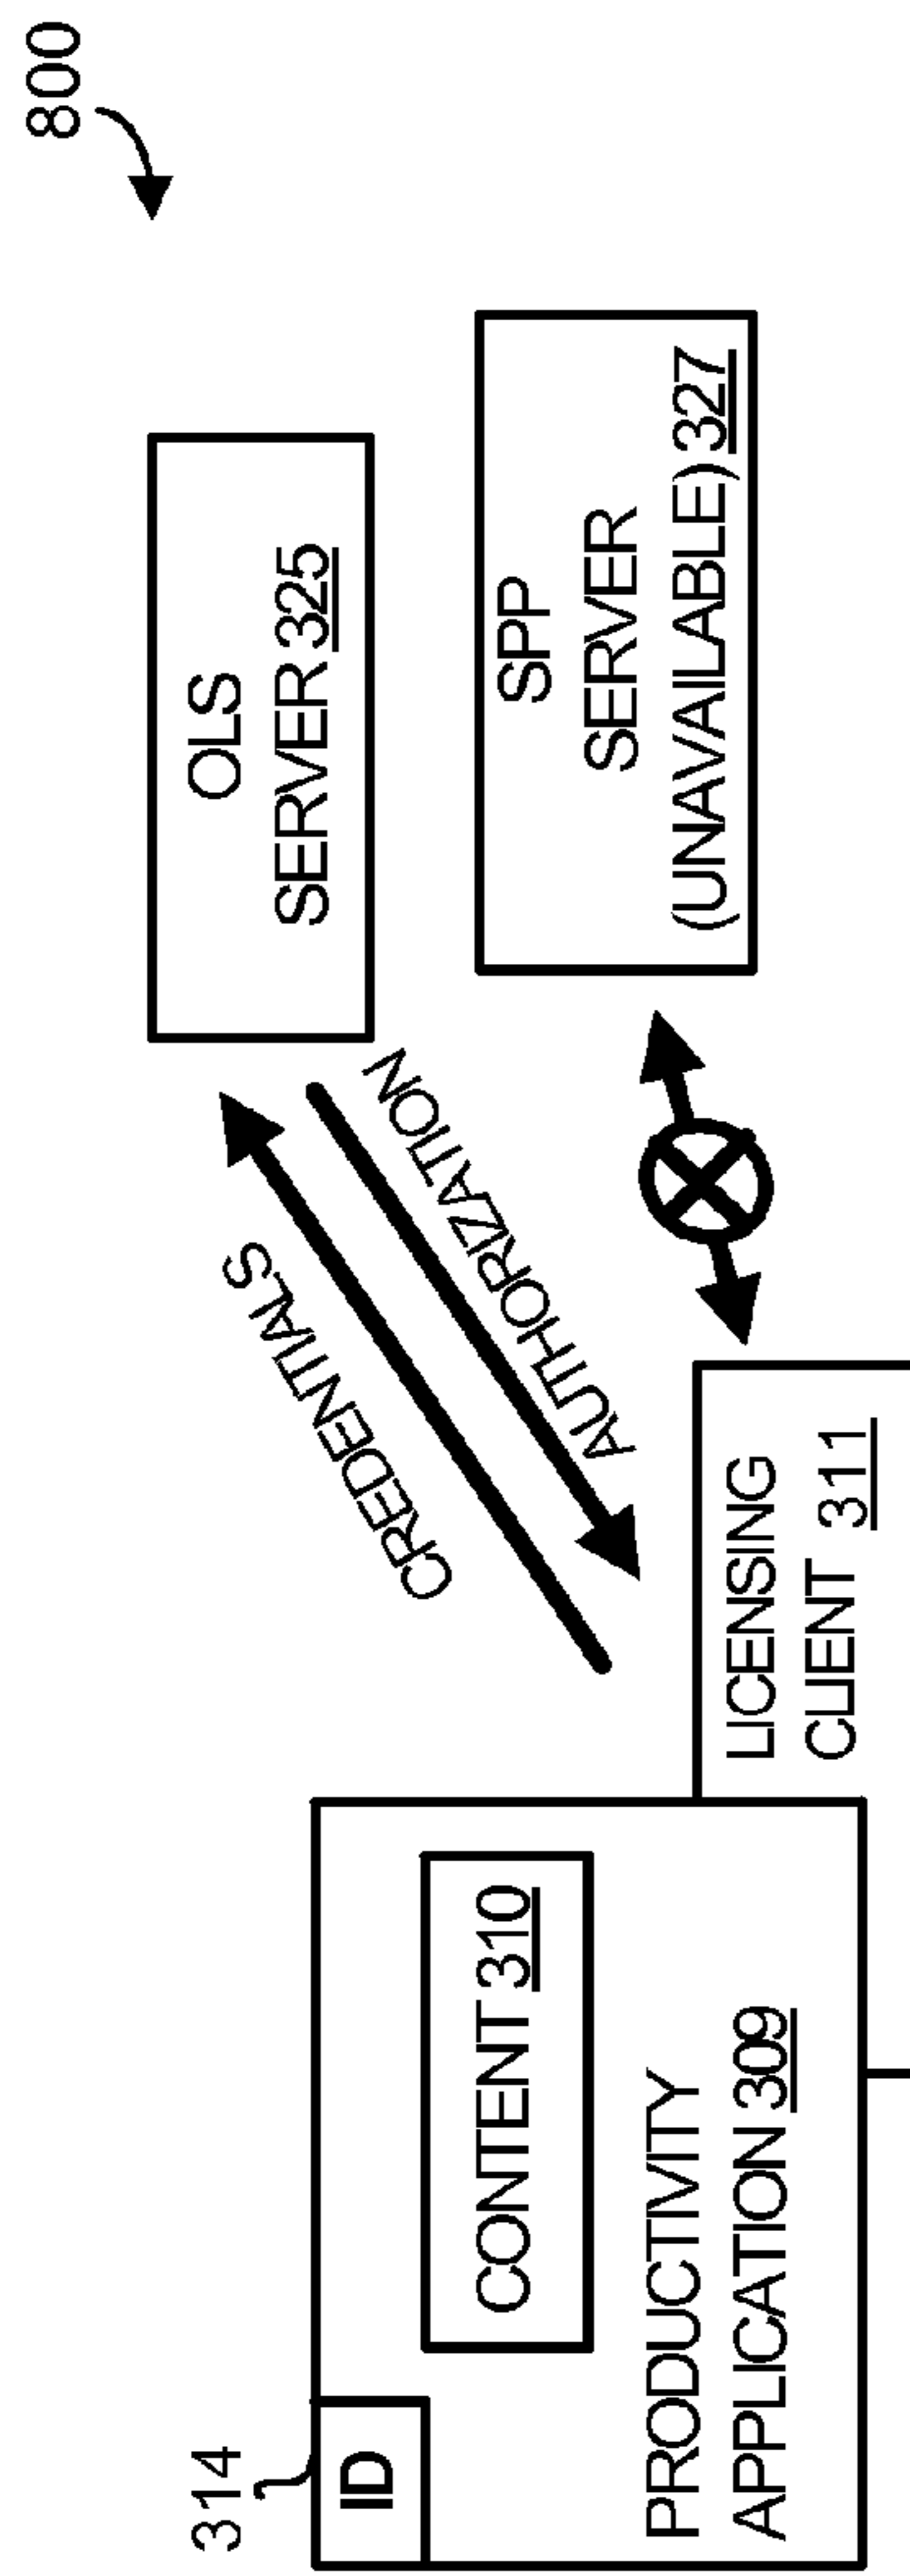 800
OLS
SERVER 325
SPP
SERVER
(UNAVAILABLE) 327
CREDENTIALS
AUTHORIZATION
LICENSING
CLIENT 311
314
ID
CONTENT 310
PRODUCTIVITY
APPLICATION 309